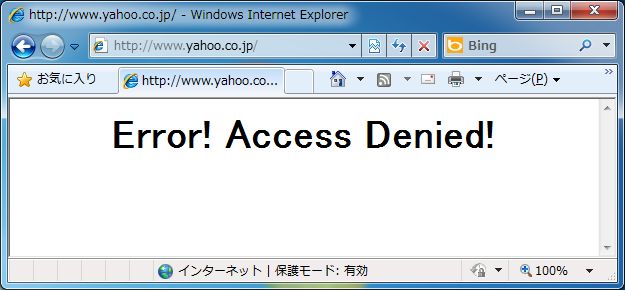 http://www.yahoo.co.jp/ - Windows Internet Explorer
http://www.yahoo.co.jp/ Bing
お気に入り http://www.yahoo.co... ページ(P) »
Error! Access Denied!
インターネット | 保護モード: 有効 100%